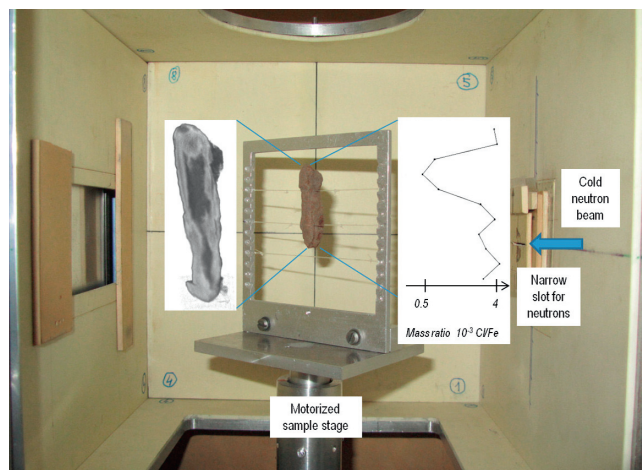 8
5
Cold
neutron
beam
Narrow
slot for
neutrons
0.5
4
Mass ratio 10-3 Cl/Fe
4
1
Motorized
sample stage